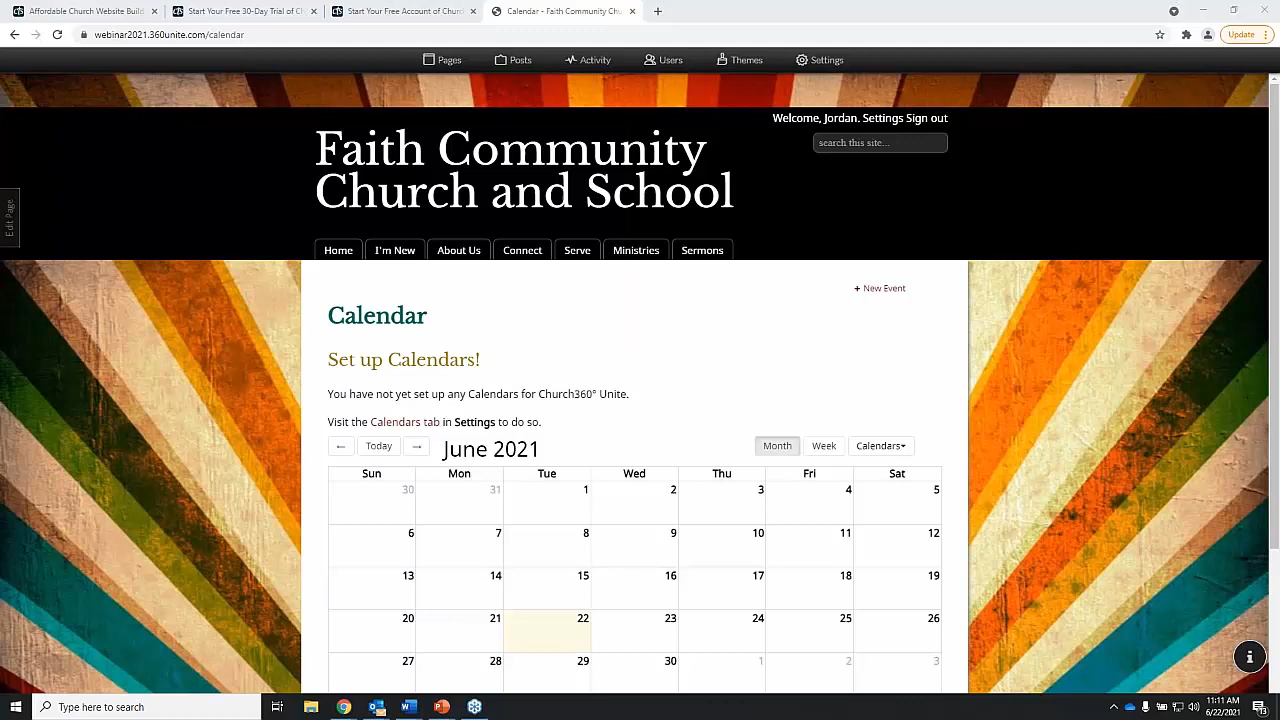 Affordable Church Website Build
Start Your Free 30-Day Trial of Ch
Start Your Free Account of Church
Calendar - Faith Community Chu
webinar2021.360unite.com/calendar
Update
Pages
Posts
Activity
Users
Themes
Settings
Welcome, Jordan. Settings Sign out
search this site...
Faith Community
Church and School
Edit Page
Home
I'm New
About Us
Connect
Serve
Ministries
Sermons
+ New Event
Calendar
Set up Calendars!
You have not yet set up any Calendars for Church360° Unite.
Visit the Calendars tab in Settings to do so.
← Today → June 2021 Month Week Calendars
Sun Mon Tue Wed Thu Fri Sat
30 31 1 2 3 4 5
6 7 8 9 10 11 12
13 14 15 16 17 18 19
20 21 22 23 24 25 26
27 28 29 30 1 2 3
Type here to search
11:11 AM
6/22/2021